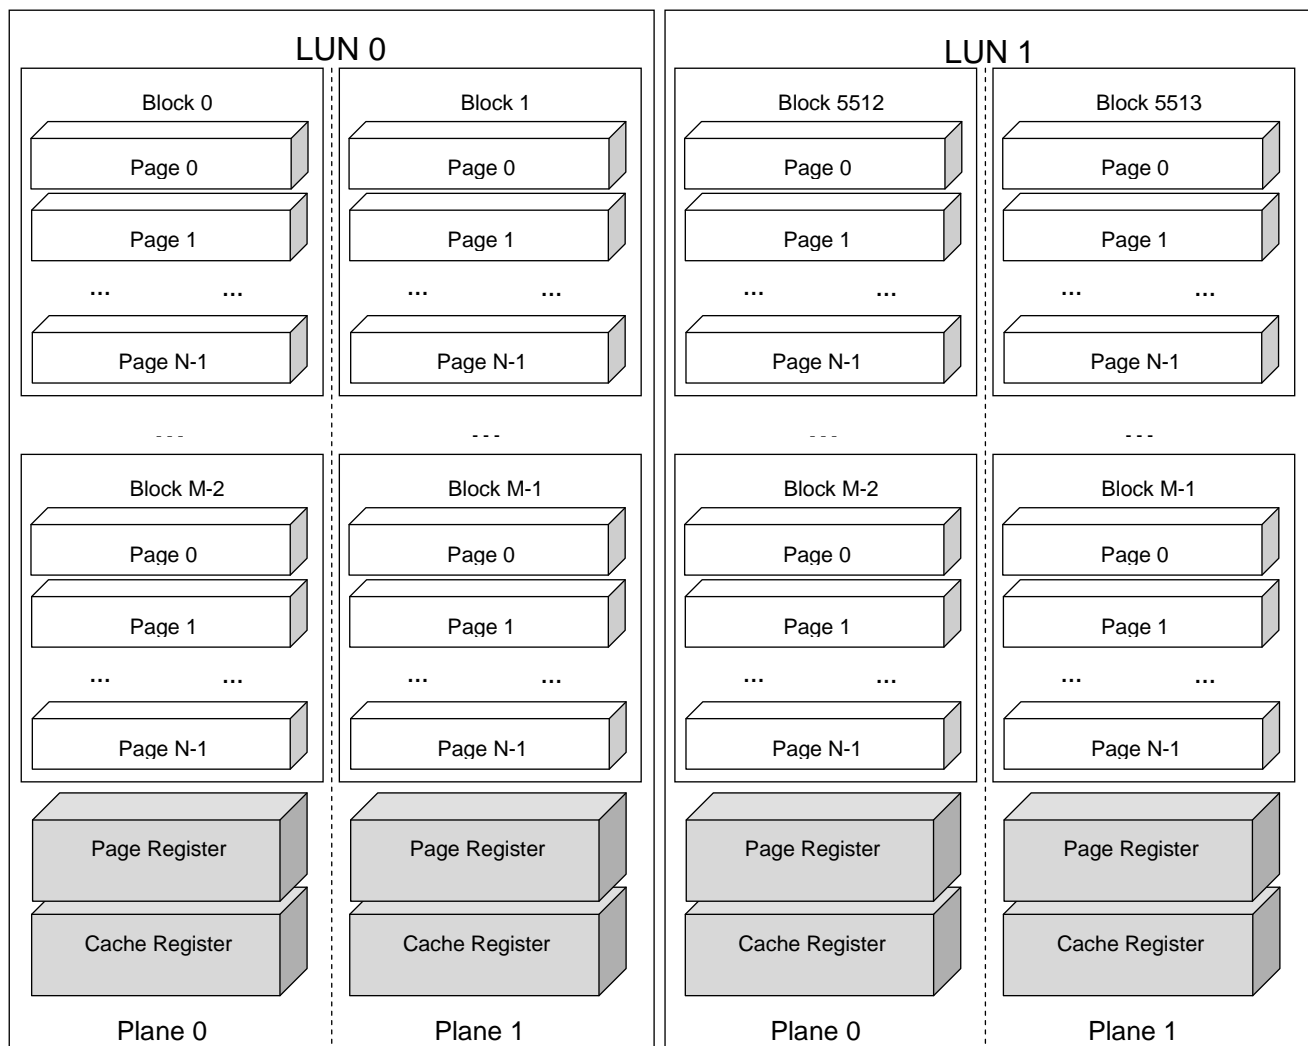 LUN 0
LUN 1
Block 0
Block 1
Block 5512
Block 5513
Page 0
Page 0
Page 0
Page 0
Page 1
Page 1
Page 1
Page 1
... ...
... ...
... ...
... ...
Page N-1
Page N-1
Page N-1
Page N-1
---
---
---
---
Block M-2
Block M-1
Block M-2
Block M-1
Page 0
Page 0
Page 0
Page 0
Page 1
Page 1
Page 1
Page 1
... ...
... ...
... ...
... ...
Page N-1
Page N-1
Page N-1
Page N-1
Page Register
Page Register
Page Register
Page Register
Cache Register
Cache Register
Cache Register
Cache Register
Plane 0
Plane 1
Plane 0
Plane 1